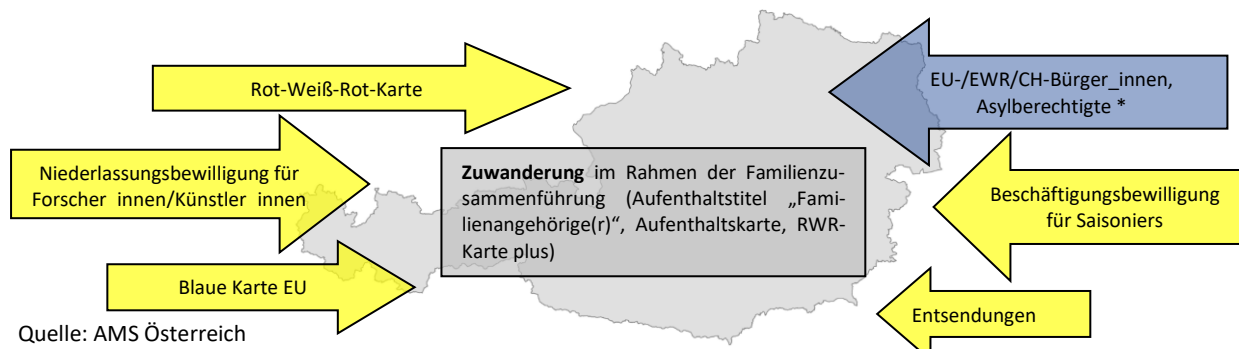 Rot-Weiß-Rot-Karte
EU-/EWR/CH-Bürger_innen,
Asylberechtigte *
Niederlassungsbewilligung für
Forscher innen/Künstler innen
Zuwanderung im Rahmen der Familienzu-
sammenführung (Aufenthaltstitel „Fami-
lienangehörige(r)“, Aufenthaltskarte, RWR-
Karte plus)
Beschäftigungsbewilligung
für Saisoniers
Blaue Karte EU
Entsendungen
Quelle: AMS Österreich